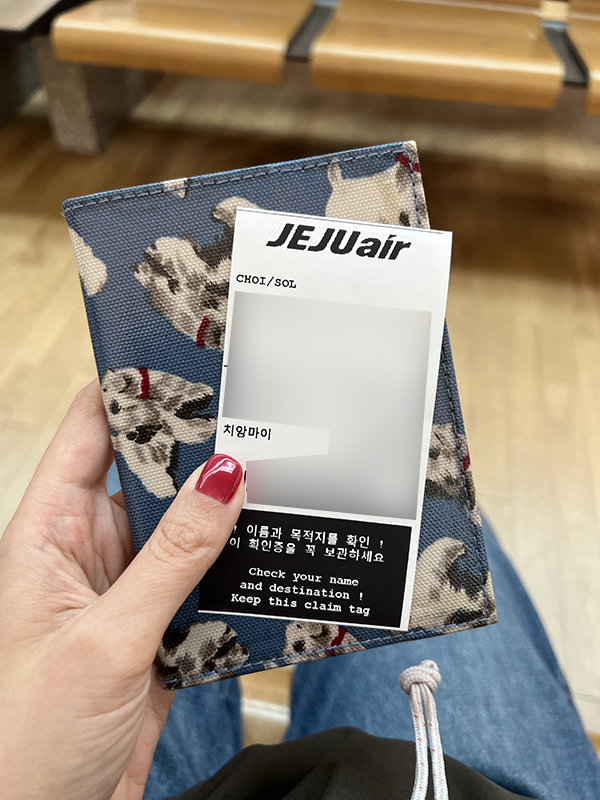 JEJUair
CHOI/SOL
치앙마이
! 이름과 목적지를 확인 !
이 확인증을 꼭 보관하세요
Check your name
and destination !
Keep this claim tag